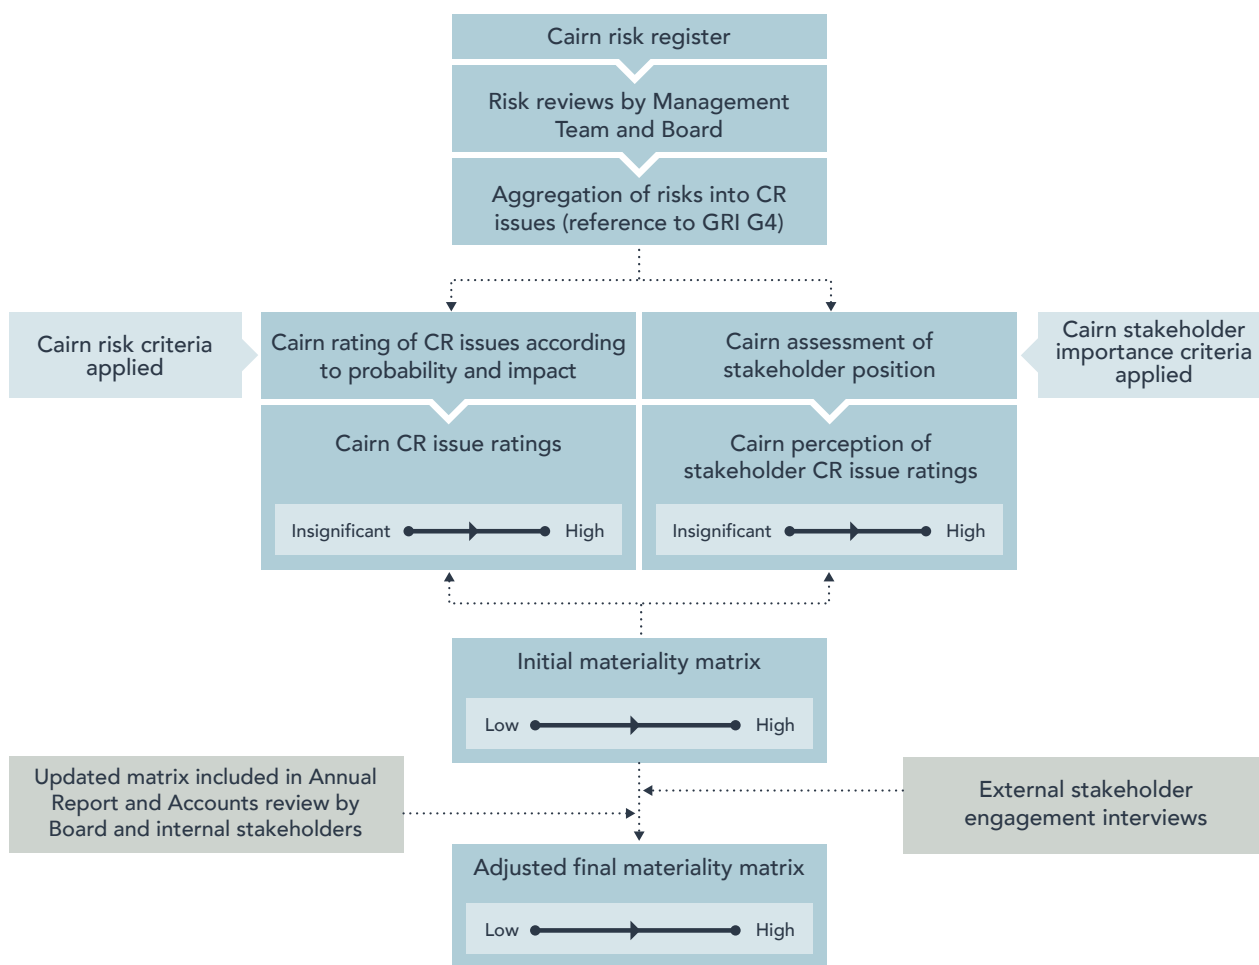 Cairn risk register
Risk reviews by Management
Team and Board
Aggregation of risks into CR
issues (reference to GRI G4)
Cairn risk criteria
applied
Cairn rating of CR issues according
to probability and impact
Cairn assessment of
stakeholder position
Cairn stakeholder
importance criteria
applied
Cairn CR issue ratings
Insignificant High
Cairn perception of
stakeholder CR issue ratings
Insignificant High
Initial materiality matrix
Low High
Updated matrix included in Annual
Report and Accounts review by
Board and internal stakeholders
External stakeholder
engagement interviews
Adjusted final materiality matrix
Low High